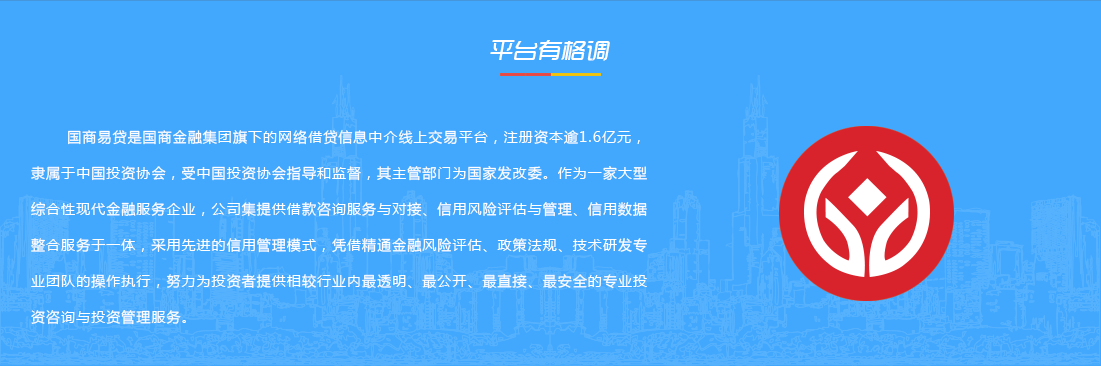 平台有格调
国商易贷是国商金融集团旗下的网络借贷信息中介线上交易平台，注册资本逾1.6亿元，
隶属于中国投资协会，受中国投资协会指导和监督，其主管部门为国家发改委。作为一家大型
综合性现代金融服务企业，公司集提供借款咨询服务与对接、信用风险评估与管理、信用数据
整合服务于一体，采用先进的信用管理模式，凭借精通金融风险评估、政策法规、技术研发专
业团队的操作执行，努力为投资者提供相较行业内最透明、最公开、最直接、最安全的专业投
资咨询与投资管理服务。